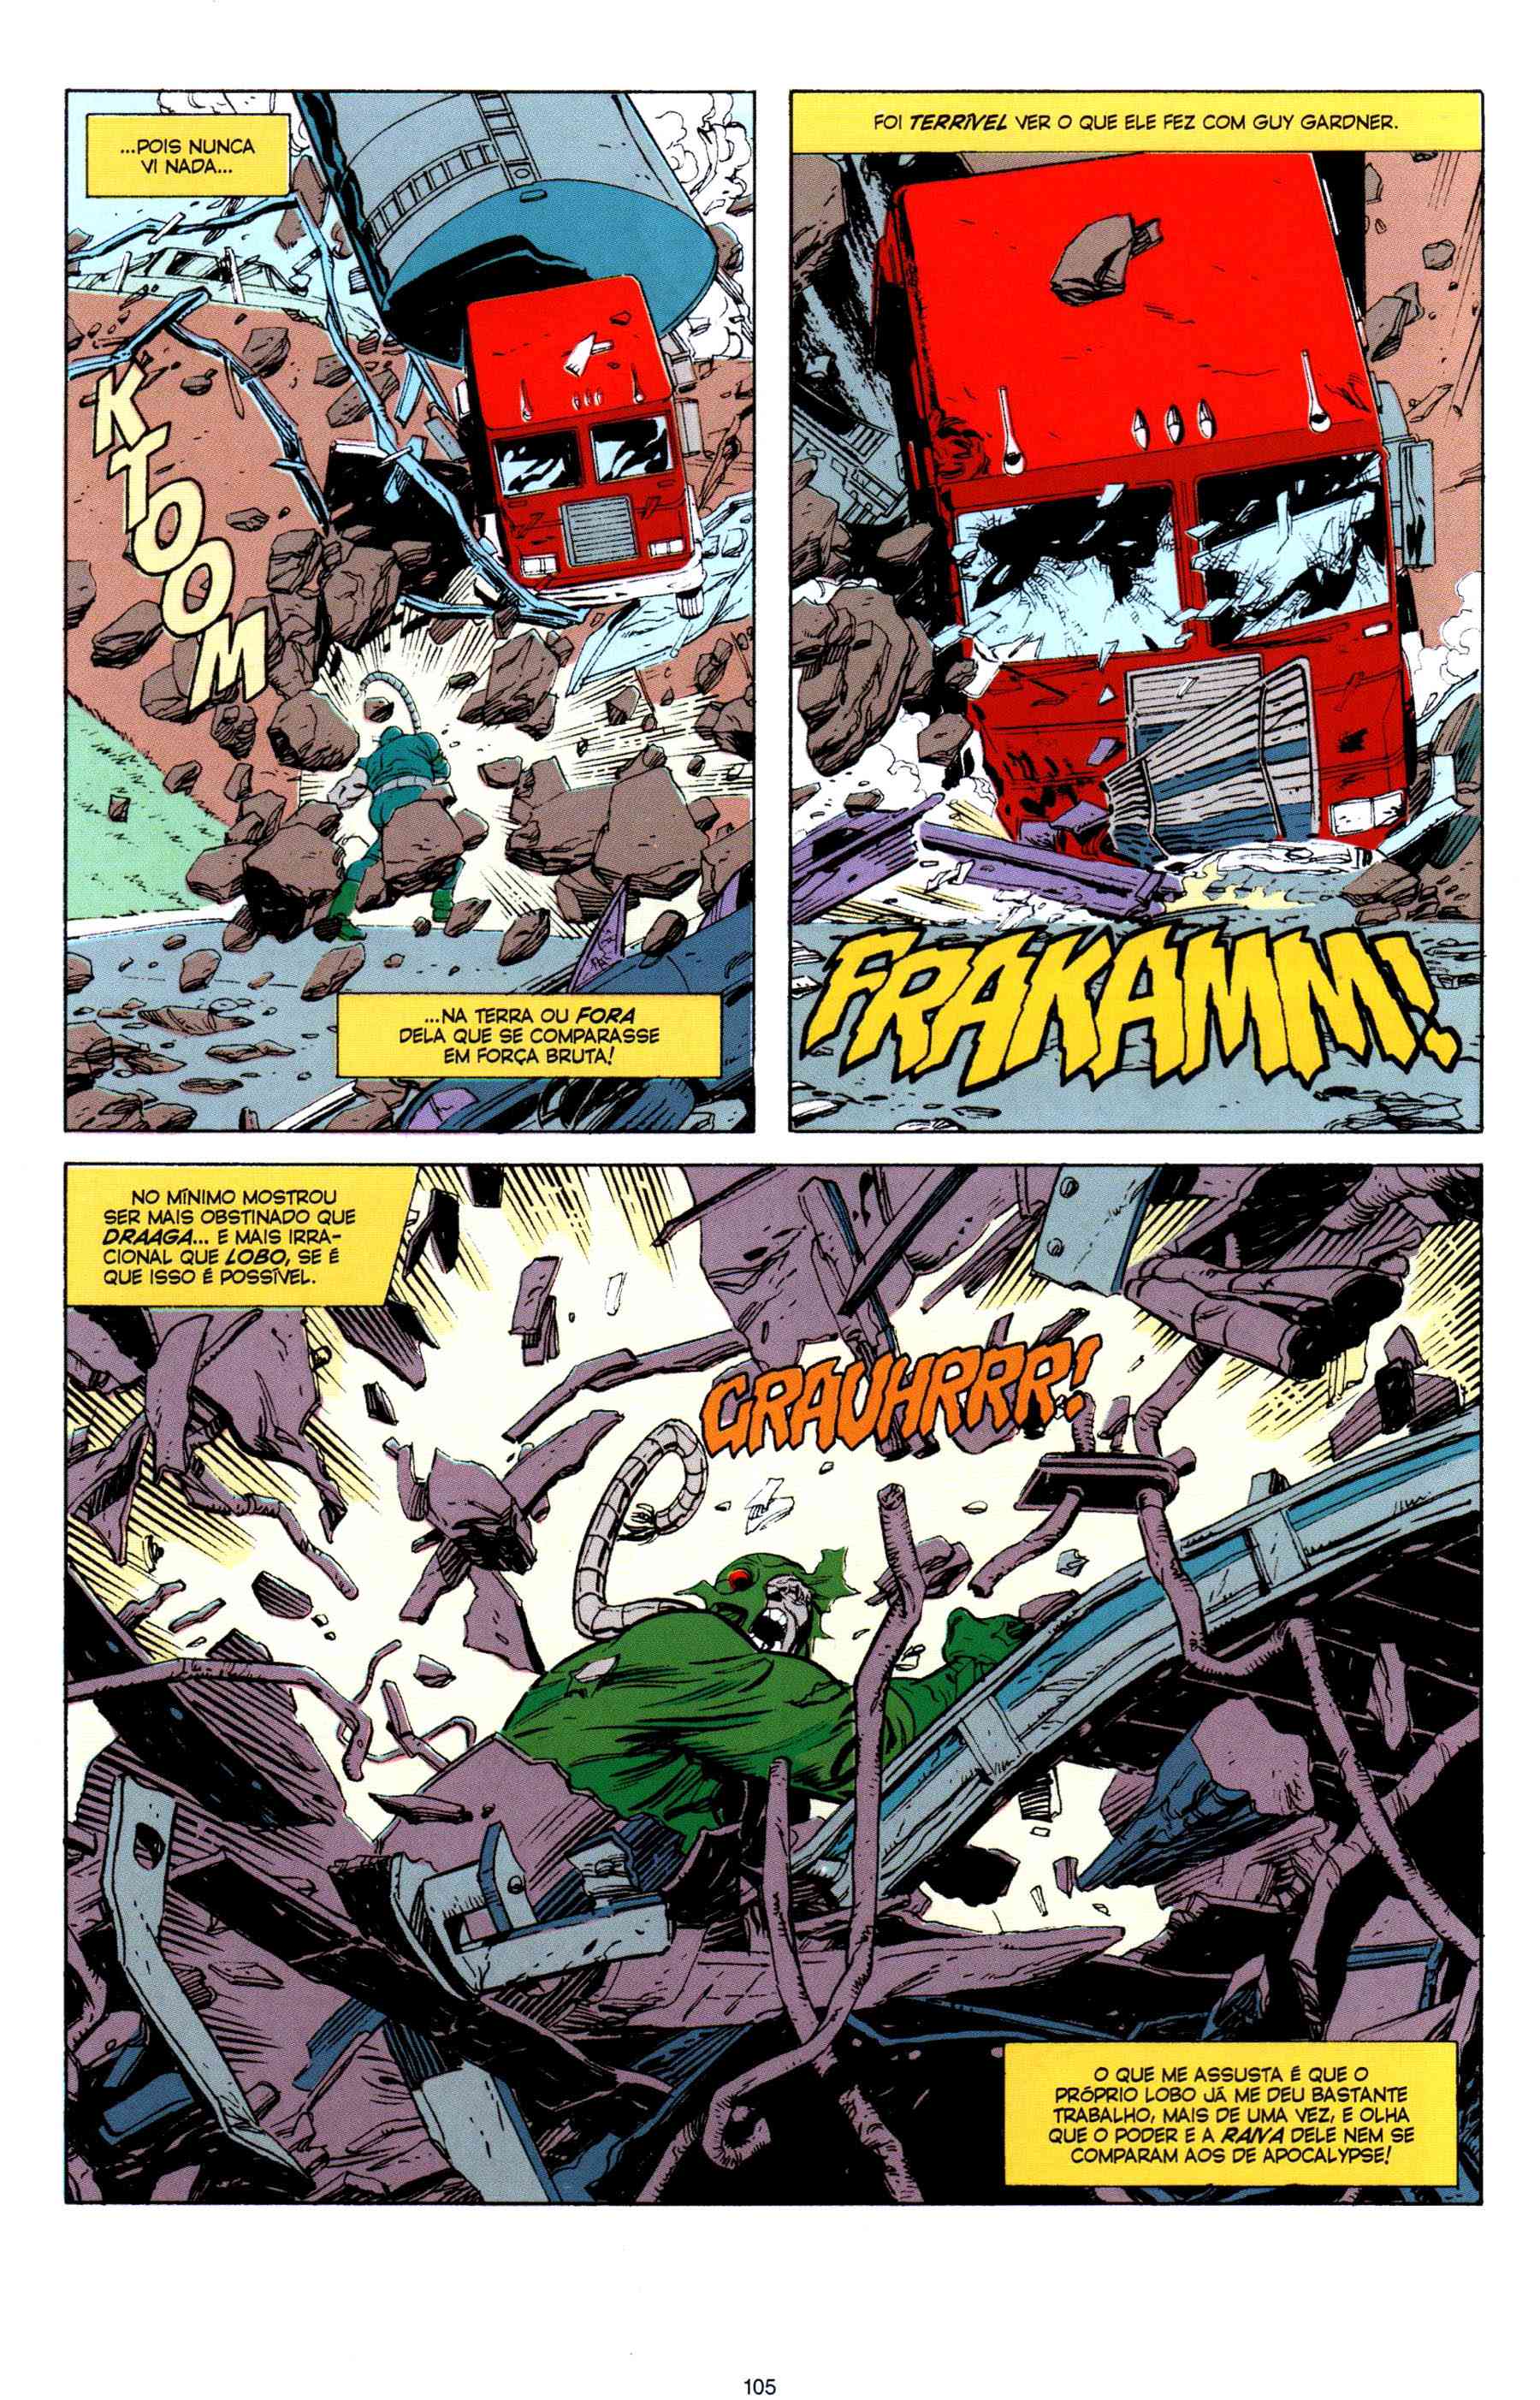 ...POIS NUNCA
VI NADA...
KTOOM
...NA TERRA OU FORA
DELA QUE SE COMPARASSE
EM FORÇA BRUTA!
FOI TERRÍVEL VER O QUE ELE FEZ COM GUY GARDNER.
FRAKAMM!
NO MÍNIMO MOSTROU
SER MAIS OBSTINADO QUE
DRAAGA... E MAIS IRRA-
CIONAL QUE LOBO, SE É
QUE ISSO É POSSÍVEL.
GRAUHRRR!
O QUE ME ASSUSTA É QUE O
PRÓPRIO LOBO JÁ ME DEU BASTANTE
TRABALHO, MAIS DE UMA VEZ, E OLHA
QUE O PODER E A RAIVA DELE NEM SE
COMPARAM AOS DE APOCALYPSE!
105